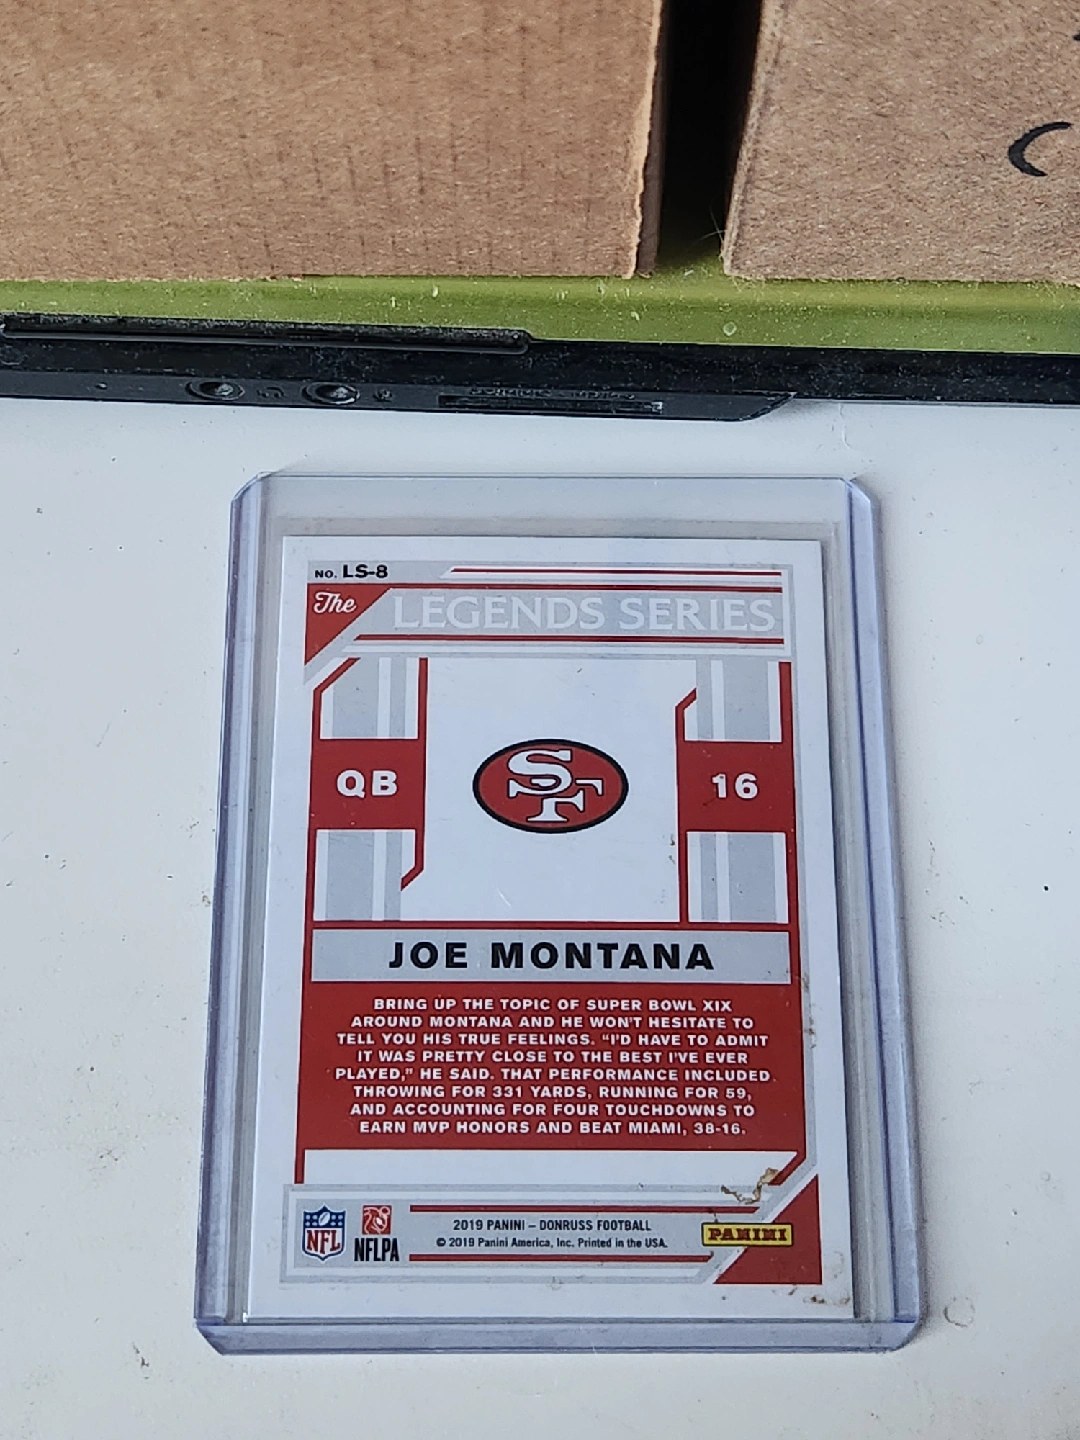 NO. LS-8
The
LEGENDS SERIES
QB
SF
16
JOE MONTANA
BRING UP THE TOPIC OF SUPER BOWL XIX
AROUND MONTANA AND HE WON'T HESITATE TO
TELL YOU HIS TRUE FEELINGS. "I'D HAVE TO ADMIT
IT WAS PRETTY CLOSE TO THE BEST I'VE EVER
PLAYED," HE SAID. THAT PERFORMANCE INCLUDED
THROWING FOR 331 YARDS, RUNNING FOR 59,
AND ACCOUNTING FOR FOUR TOUCHDOWNS TO
EARN MVP HONORS AND BEAT MIAMI, 38-16.
NFL
NFLPA
2019 PANINI – DONRUSS FOOTBALL
© 2019 Panini America, Inc. Printed in the USA.
PANINI